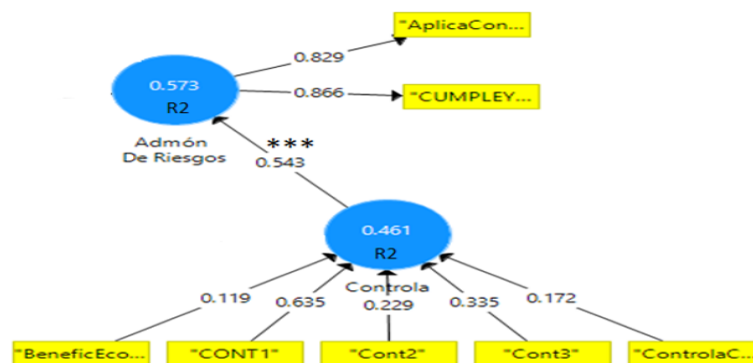 "AplicaCon...
0.829
0.573
R2
0.866
"CUMPLEY...
Admón
De Riesgos
***
0.543
0.461
R2
Controla
0.119
0.635
0.229
0.335
0.172
"BeneficEco...
"CONT1"
"Cont2"
"Cont3"
"ControlaC...